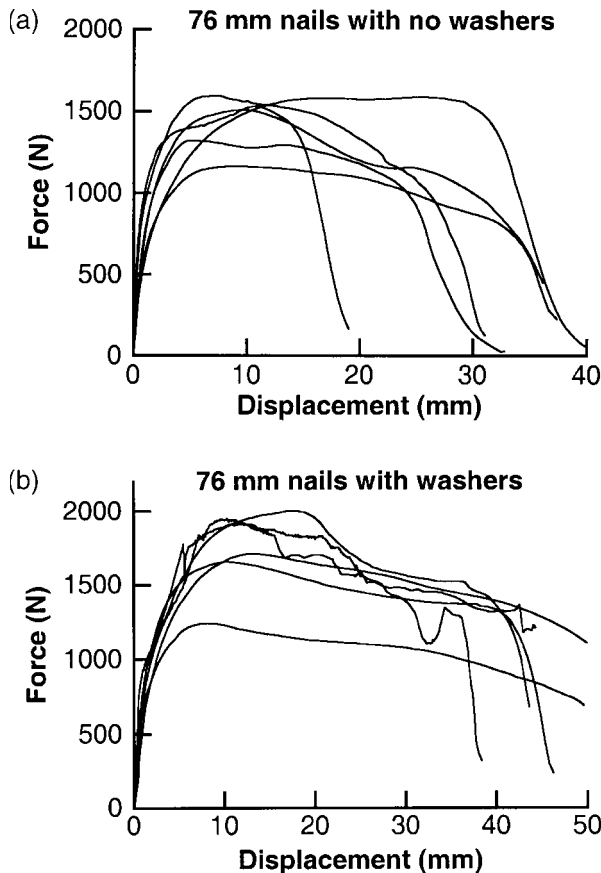 (a) 76 mm nails with no washers
2000
1500
1000
500
0
Force (N)
0 10 20 30 40
Displacement (mm)
(b) 76 mm nails with washers
2000
1500
1000
500
0
Force (N)
0 10 20 30 40 50
Displacement (mm)